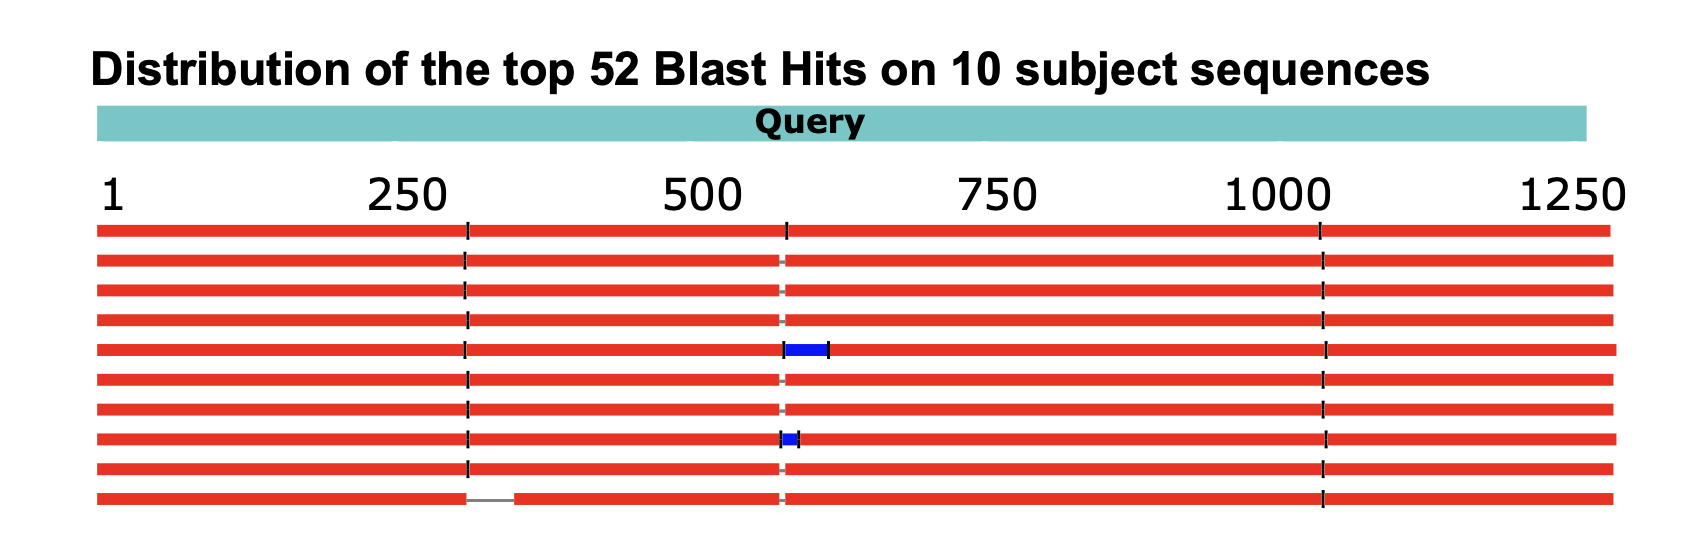 Distribution of the top 52 Blast Hits on 10 subject sequences
Query
1 250 500 750 1000 1250